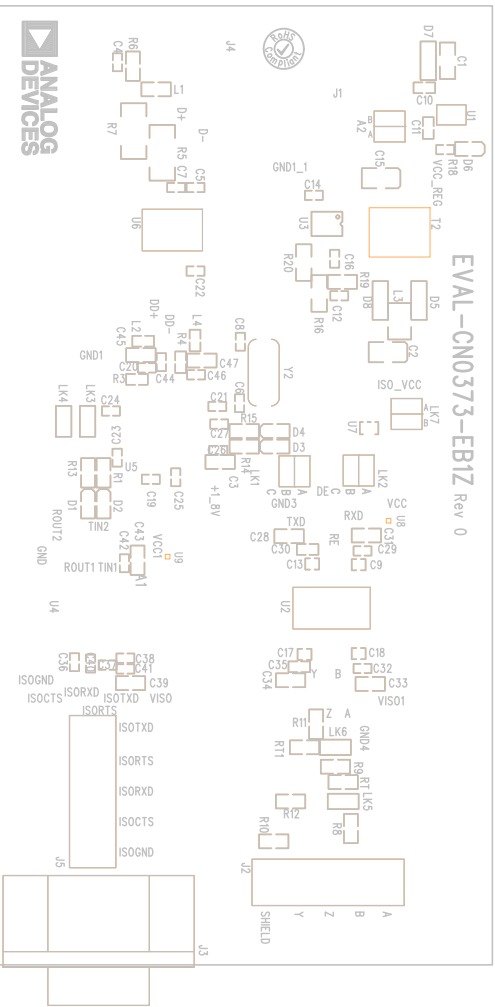 ANALOG
DEVICES
RoHS
Compliant
EVAL-CN0373-EB1Z Rev 0
C4
R6
L1
J4
D7
C1
C10
J1
B
A2
A
C11
U1
R18
D6
VCC_REG
R7
D+
R5
D-
C7
C5
GND1_1
C15
C14
U6
U3
T2
R20
C16
R19
C12
R16
C22
D8
L3
D5
C2
DD+
DD-
C45
L2
L4
R4
C8
GND1
C20
C44
C47
C46
R3
Y2
ISO_VCC
LK4
LK3
C24
C21
C6
A
LK7
B
C27
R15
D4
U7
C26
D3
C23
U5
R13
R1
C19
C25
C3
R14
LK1
C
B
A
LK2
C
B
A
+1_8V
DE
D1
D2
GND3
VCC
ROUT2
TIN2
TXD
RXD
U8
GND
C43
VCC1
U9
C28
C30
RE
C31
C29
C42
ROUT1
TIN1
A1
C13
C9
U4
U2
C36
C37
C38
C41
C39
C17
C35
C34
Y
B
C18
C32
C33
ISOGND
ISORXD
ISOCTS
ISOTXD
VISO
ISORTS
VISO1
R11
Z
A
GND4
ISOTXD
ISORTS
ISORXD
ISOCTS
ISOGND
RT1
LK6
R9
RT
LK5
R12
R10
R8
J5
J2
J3
SHIELD
Y
Z
B
A